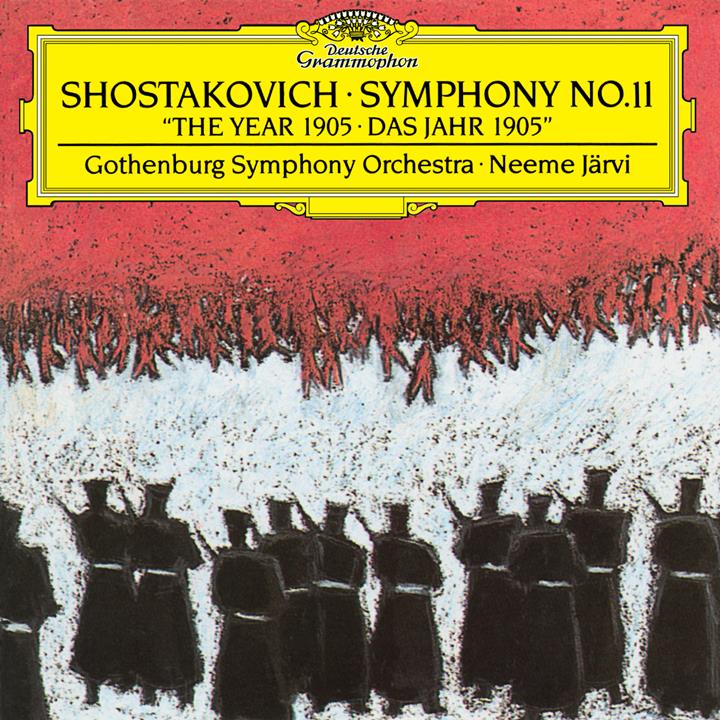 Deutsche
Grammophon
SHOSTAKOVICH · SYMPHONY NO.11
“THE YEAR 1905 · DAS JAHR 1905”
Gothenburg Symphony Orchestra · Neeme Järvi